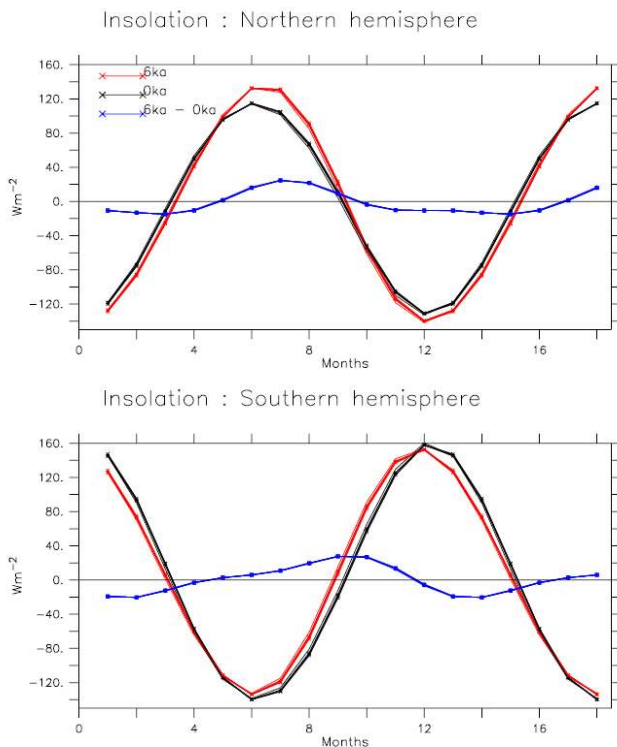 Insolation : Northern hemisphere
160.
120.
80.
40.
0.
-40.
-80.
-120.
Wm-2
6ka
0ka
6ka - 0ka
0 4 8 12 16
Months
Insolation : Southern hemisphere
160.
120.
80.
40.
0.
-40.
-80.
-120.
Wm-2
0 4 8 12 16
Months